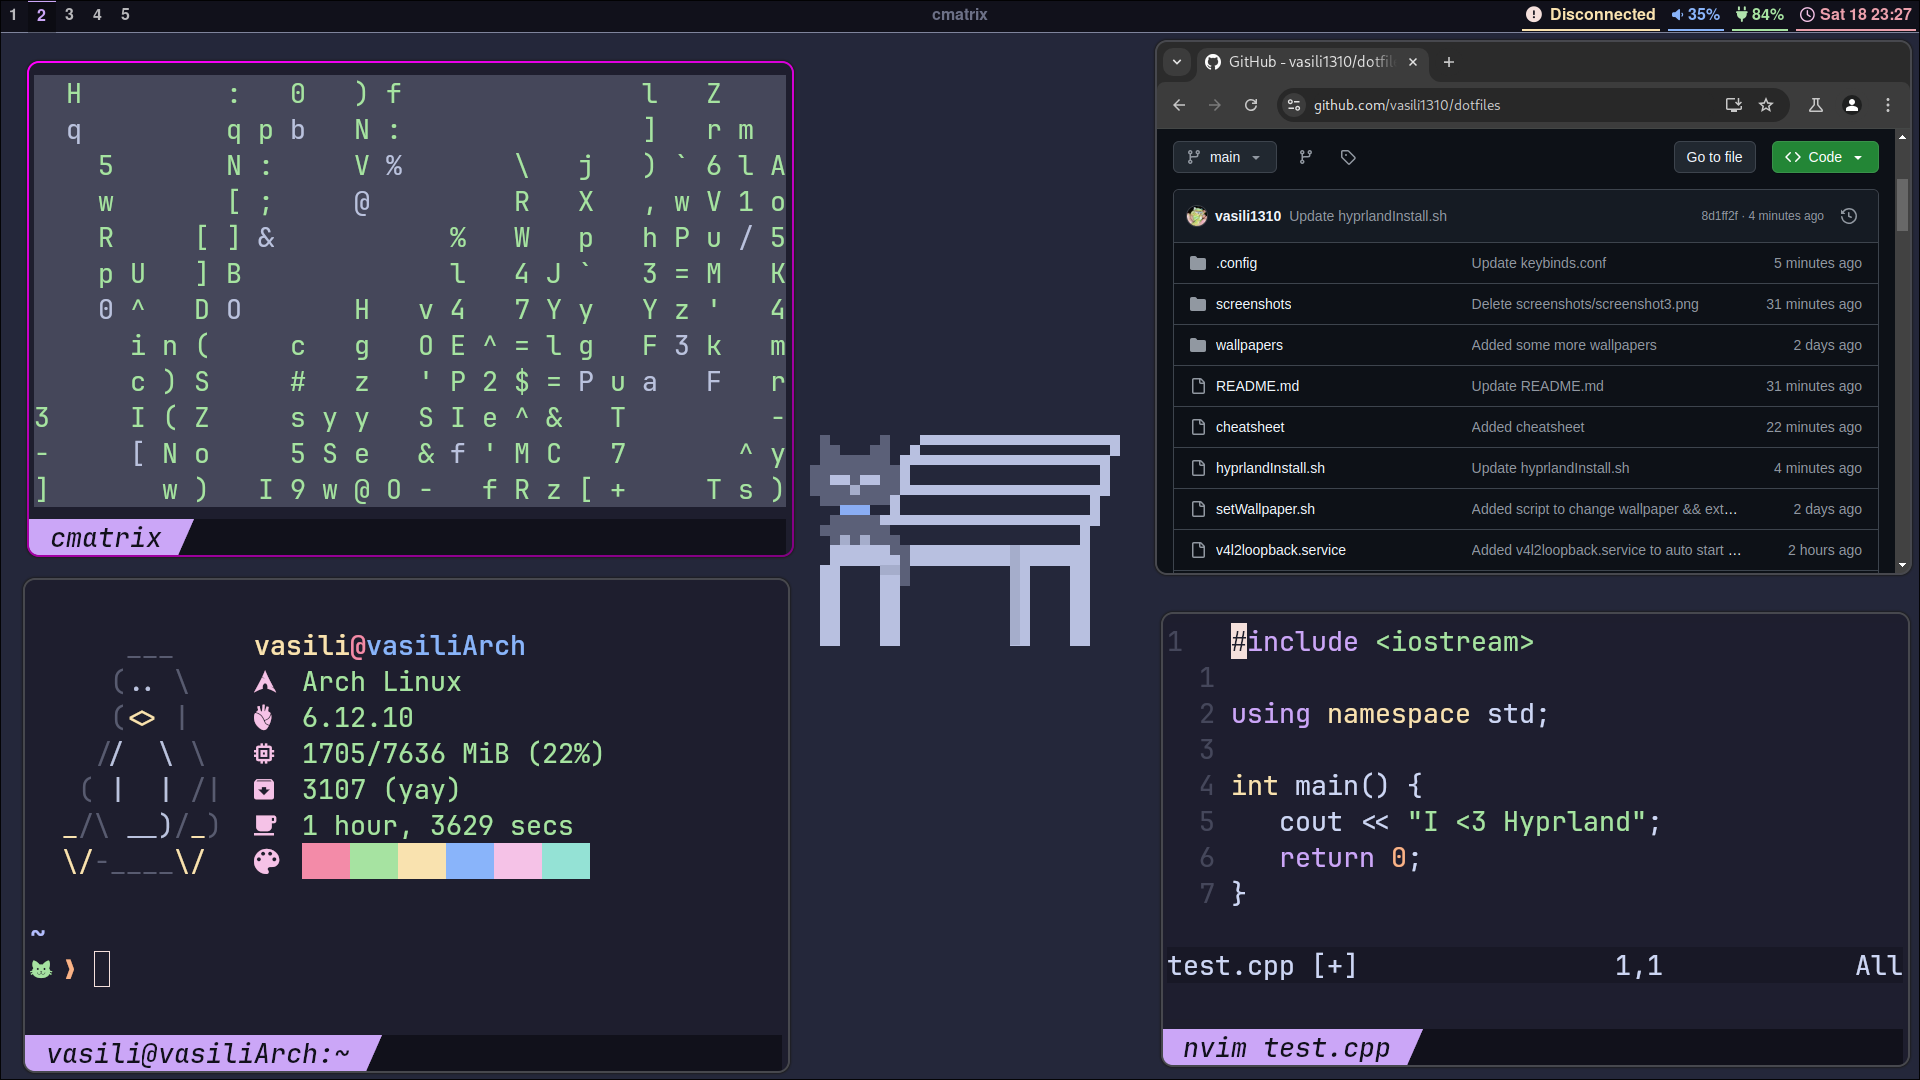 1 2 3 4 5
cmatrix
Disconnected 35% 84% Sat 18 23:27
H : 0 ) f l Z
q q p b N : ] r m
5 N : V % \ j ) ` 6 l A
w [ ; @ R X , w V 1 o
R [ ] & % W p h P u / 5
p U ] B l 4 J ` 3 = M K
0 ^ D O H v 4 7 Y y Y z ' 4
i n ( c g O E ^ = l g F 3 k m
c ) S # z ' P 2 $ = P u a F r
3 I ( Z s y y S I e ^ & T -
- [ N o 5 S e & f ' M C 7 ^ y
] w ) I 9 w @ O - f R z [ + T s )
cmatrix
GitHub - vasili1310/dotfil
github.com/vasili1310/dotfiles
main Go to file <> Code
vasili1310 Update hyprlandInstall.sh 8d1ff2f · 4 minutes ago
.config Update keybinds.conf 5 minutes ago
screenshots Delete screenshots/screenshot3.png 31 minutes ago
wallpapers Added some more wallpapers 2 days ago
README.md Update README.md 31 minutes ago
cheatsheet Added cheatsheet 22 minutes ago
hyprlandInstall.sh Update hyprlandInstall.sh 4 minutes ago
setWallpaper.sh Added script to change wallpaper && ext... 2 days ago
v4l2loopback.service Added v4l2loopback.service to auto start ... 2 hours ago
___ vasili@vasiliArch
(.. \ Arch Linux
(<> | 6.12.10
// \ \ 1705/7636 MiB (22%)
( | | /| 3107 (yay)
_/\ __)/_) 1 hour, 3629 secs
\/-____\/
~
❱
vasili@vasiliArch:~
1 #include <iostream>
1
2 using namespace std;
3
4 int main() {
5 cout << "I <3 Hyprland";
6 return 0;
7 }
test.cpp [+] 1,1 All
nvim test.cpp